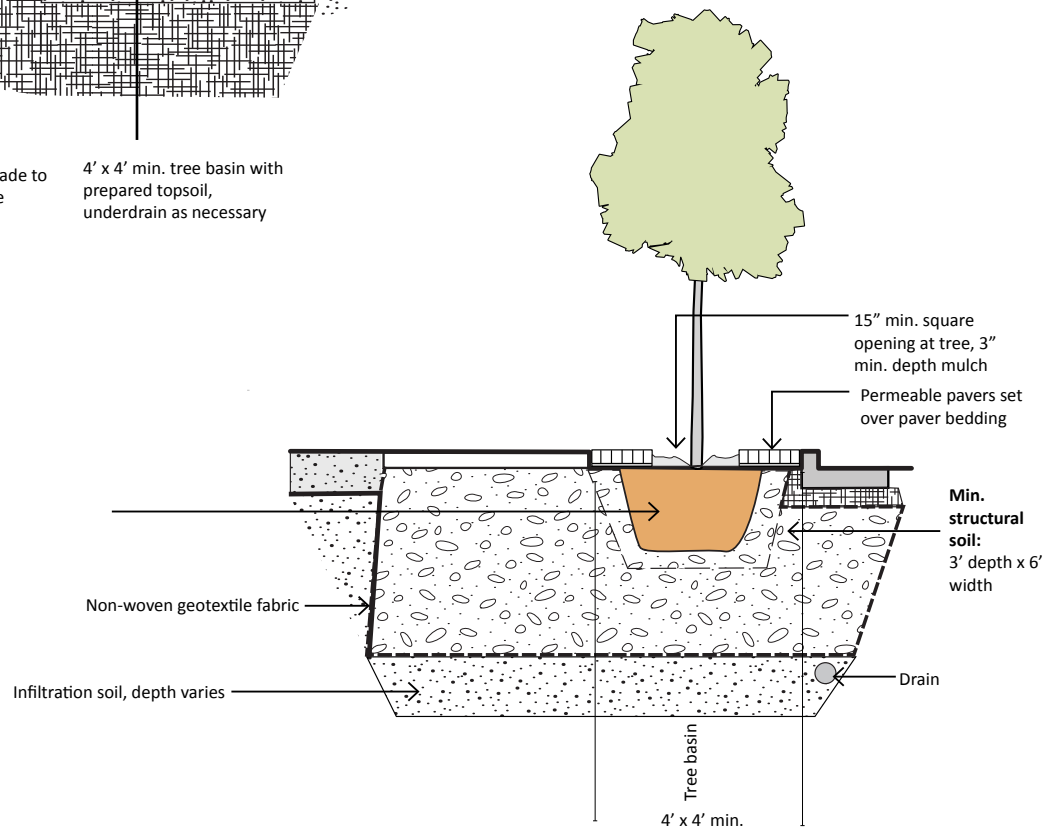 ade to
e
4’ x 4’ min. tree basin with
prepared topsoil,
underdrain as necessary
15” min. square
opening at tree, 3”
min. depth mulch
Permeable pavers set
over paver bedding
Min.
structural
soil:
3’ depth x 6’
width
Non-woven geotextile fabric
Infiltration soil, depth varies
Drain
Tree basin
4’ x 4’ min.